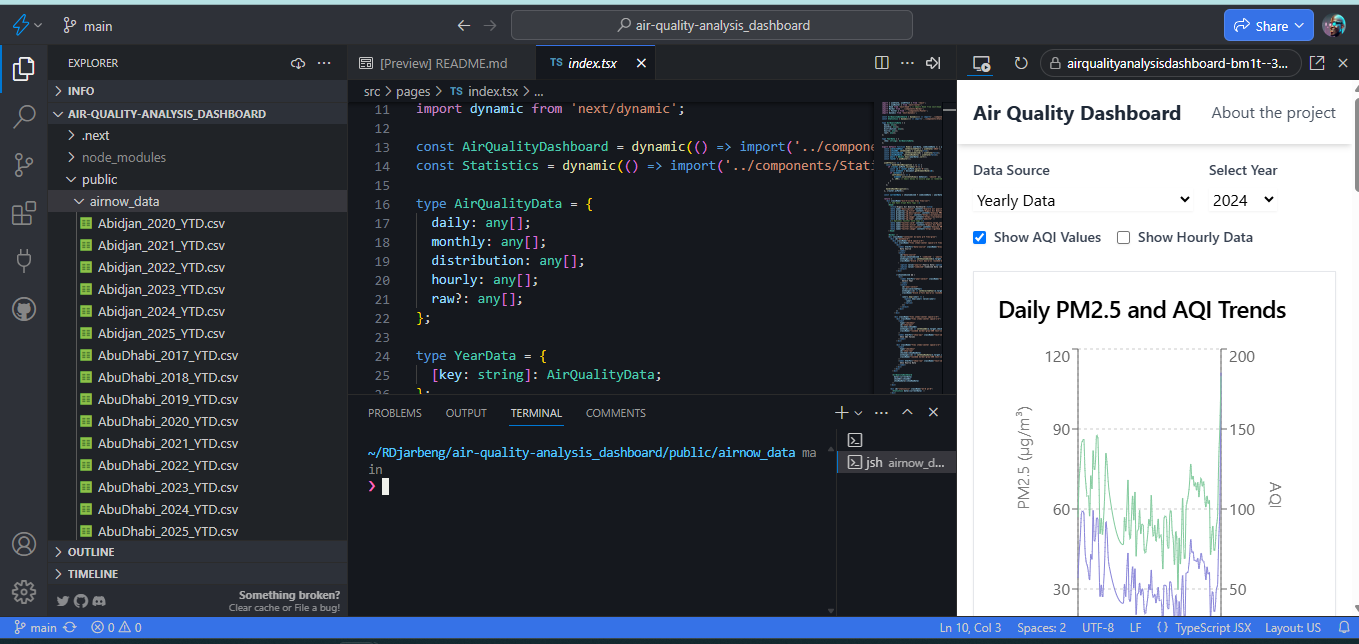 main
air-quality-analysis_dashboard
Share
EXPLORER
INFO
AIR-QUALITY-ANALYSIS_DASHBOARD
.next
node_modules
public
airnow_data
Abidjan_2020_YTD.csv
Abidjan_2021_YTD.csv
Abidjan_2022_YTD.csv
Abidjan_2023_YTD.csv
Abidjan_2024_YTD.csv
Abidjan_2025_YTD.csv
AbuDhabi_2017_YTD.csv
AbuDhabi_2018_YTD.csv
AbuDhabi_2019_YTD.csv
AbuDhabi_2020_YTD.csv
AbuDhabi_2021_YTD.csv
AbuDhabi_2022_YTD.csv
AbuDhabi_2023_YTD.csv
AbuDhabi_2024_YTD.csv
AbuDhabi_2025_YTD.csv
OUTLINE
TIMELINE
Something broken?
Clear cache or File a bug!
[Preview] README.md
TS index.tsx
src > pages > TS index.tsx > ...
11 import dynamic from 'next/dynamic';
12
13 const AirQualityDashboard = dynamic(() => import('../compone
14 const Statistics = dynamic(() => import('../components/Stati
15
16 type AirQualityData = {
17 daily: any[];
18 monthly: any[];
19 distribution: any[];
20 hourly: any[];
21 raw?: any[];
22 };
23
24 type YearData = {
25 [key: string]: AirQualityData;
26 };
PROBLEMS
OUTPUT
TERMINAL
COMMENTS
~/RDjarbeng/air-quality-analysis_dashboard/public/airnow_data ma
in
❯
jsh airnow_d...
airqualityanalysisdashboard-bm1t--3...
Air Quality Dashboard
About the project
Data Source
Select Year
Yearly Data
2024
Show AQI Values
Show Hourly Data
Daily PM2.5 and AQI Trends
120
90
60
30
PM2.5 (µg/m³)
200
150
100
50
AQI
main
0
0
Ln 10, Col 3
Spaces: 2
UTF-8
LF
{} TypeScript JSX
Layout: US